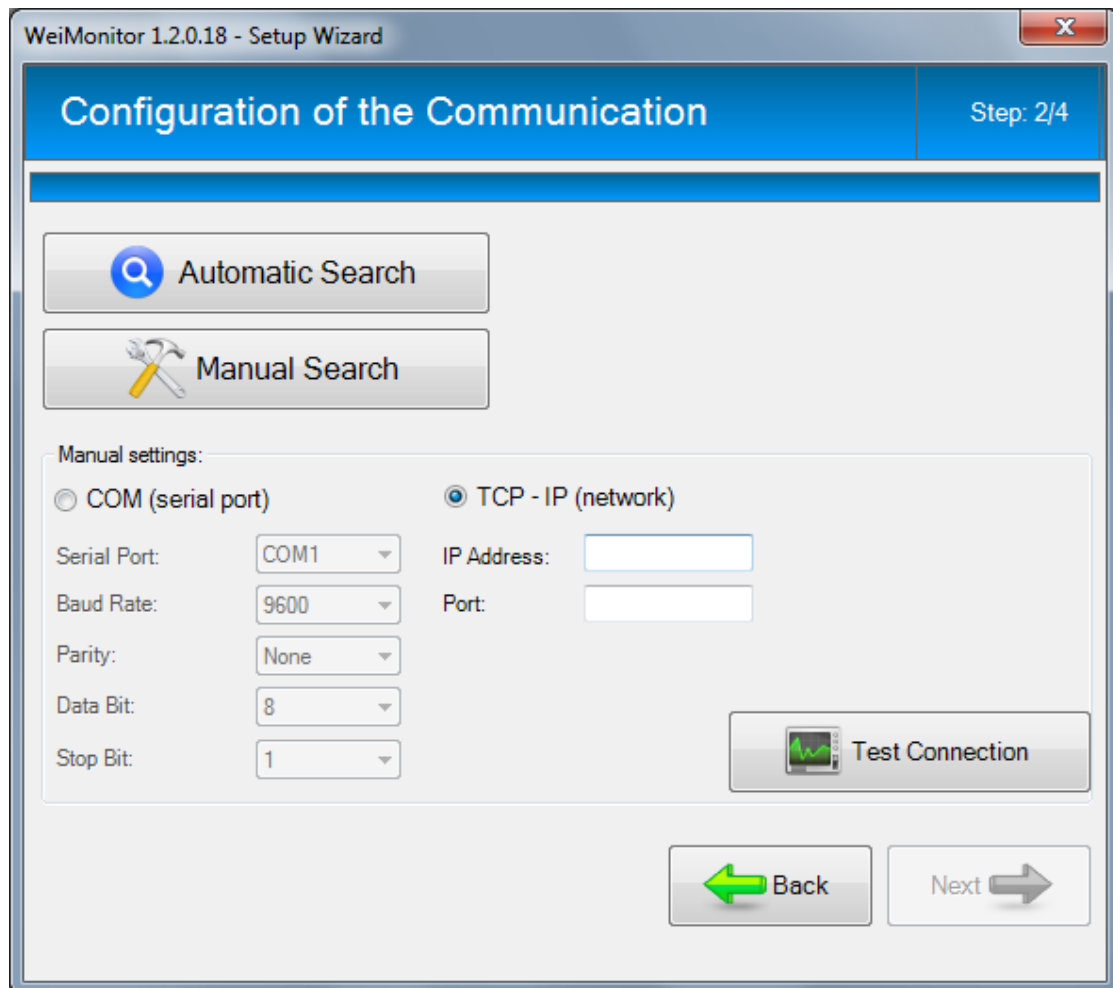 WeiMonitor 1.2.0.18 - Setup Wizard
Configuration of the Communication
Step: 2/4
Automatic Search
Manual Search
Manual settings:
COM (serial port)
TCP - IP (network)
Serial Port: COM1
IP Address:
Baud Rate: 9600
Port:
Parity: None
Data Bit: 8
Stop Bit: 1
Test Connection
Back
Next